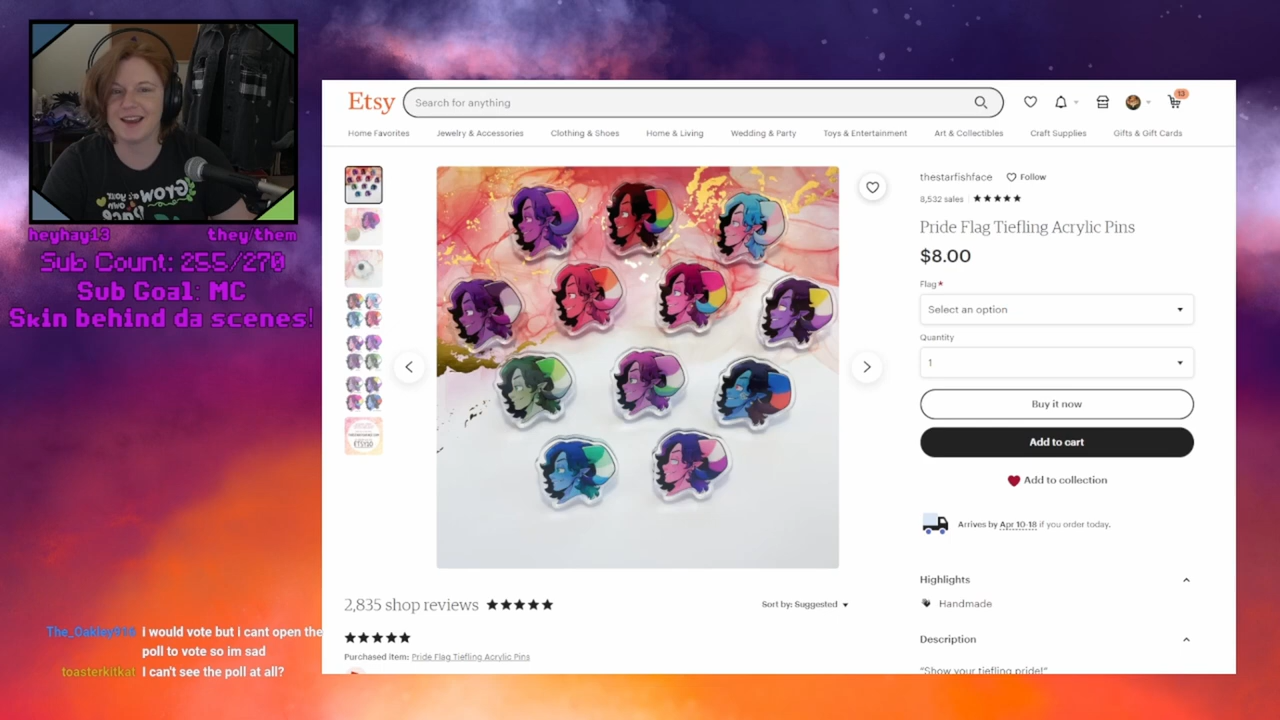 heyhay13 they/them
Sub Count: 255/270
Sub Goal: MC
Skin behind da scenes!
The_Oakley916 I would vote but i cant open the
poll to vote so im sad
toasterkitkat I can't see the poll at all?
Etsy
Search for anything
13
Home Favorites Jewelry & Accessories Clothing & Shoes Home & Living Wedding & Party Toys & Entertainment Art & Collectibles Craft Supplies Gifts & Gift Cards
thestarfishface Follow
8,532 sales
Pride Flag Tiefling Acrylic Pins
$8.00
Flag*
Select an option
Quantity
1
Buy it now
Add to cart
Add to collection
Arrives by Apr 10-18 if you order today.
Highlights
Handmade
Description
"Show your tiefling pride!"
2,835 shop reviews
Sort by: Suggested
Purchased item: Pride Flag Tiefling Acrylic Pins